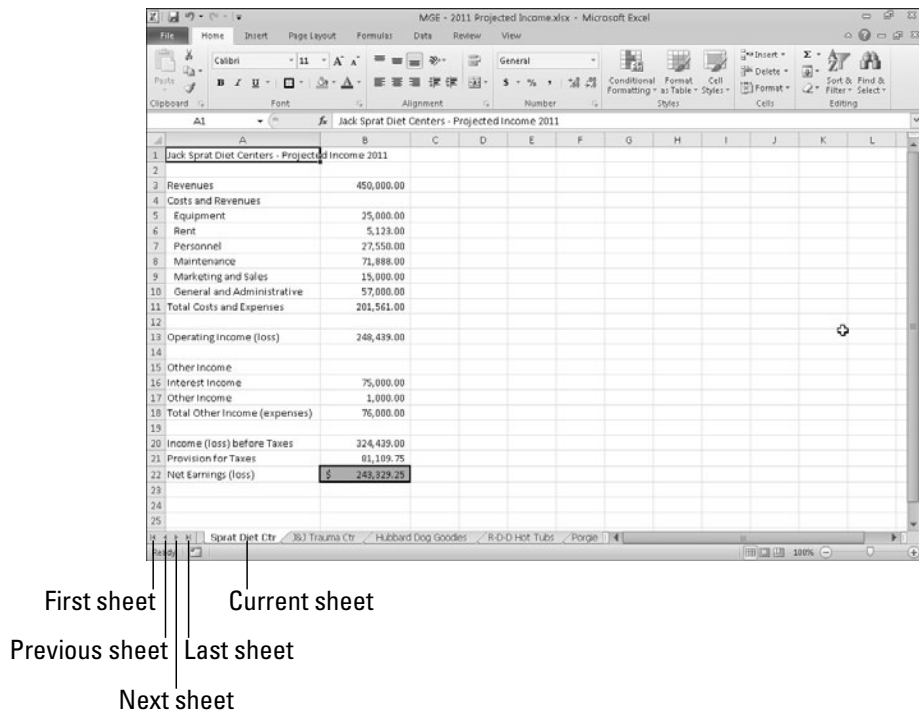 MGE - 2011 Projected Income.xlsx - Microsoft Excel
File Home Insert Page Layout Formulas Data Review View
Paste
Calibri 11 A A
General
B I U A
$ % ,
Conditional Formatting
Format as Table
Cell Styles
Insert
Delete
Format
Σ
Sort & Filter
Find & Select
Clipboard Font Alignment Number Styles Cells Editing
A1 fx Jack Sprat Diet Centers - Projected Income 2011
A B C D E F G H I J K L
1 Jack Sprat Diet Centers - Projected Income 2011
2
3 Revenues 450,000.00
4 Costs and Revenues
5 Equipment 25,000.00
6 Rent 5,123.00
7 Personnel 27,550.00
8 Maintenance 71,888.00
9 Marketing and Sales 15,000.00
10 General and Administrative 57,000.00
11 Total Costs and Expenses 201,561.00
12
13 Operating Income (loss) 248,439.00
14
15 Other Income
16 Interest Income 75,000.00
17 Other Income 1,000.00
18 Total Other Income (expenses) 76,000.00
19
20 Income (loss) before Taxes 324,439.00
21 Provision for Taxes 81,109.75
22 Net Earnings (loss) $ 243,329.25
23
24
25
Sprat Diet Ctr J&J Trauma Ctr Hubbard Dog Goodies R-D-D Hot Tubs Porgie
Ready 100%
First sheet Current sheet
Previous sheet Last sheet
Next sheet